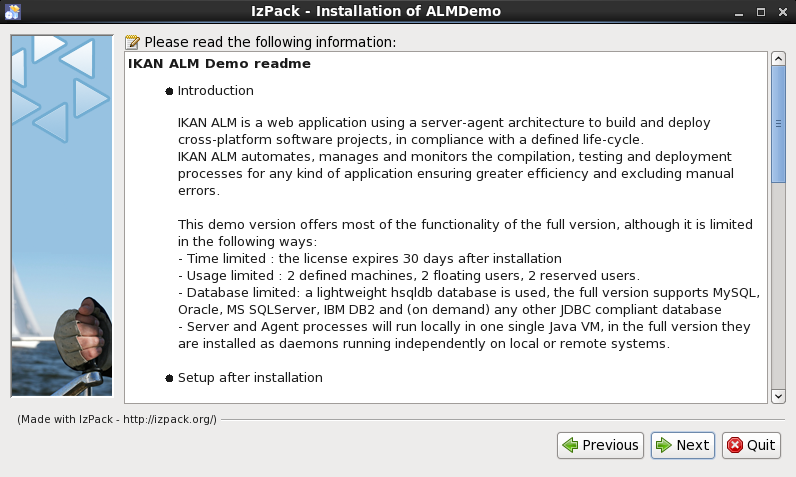 IzPack - Installation of ALMDemo
Please read the following information:
IKAN ALM Demo readme
● Introduction
IKAN ALM is a web application using a server-agent architecture to build and deploy
cross-platform software projects, in compliance with a defined life-cycle.
IKAN ALM automates, manages and monitors the compilation, testing and deployment
processes for any kind of application ensuring greater efficiency and excluding manual
errors.
This demo version offers most of the functionality of the full version, although it is limited
in the following ways:
- Time limited : the license expires 30 days after installation
- Usage limited : 2 defined machines, 2 floating users, 2 reserved users.
- Database limited: a lightweight hsqldb database is used, the full version supports MySQL,
Oracle, MS SQLServer, IBM DB2 and (on demand) any other JDBC compliant database
- Server and Agent processes will run locally in one single Java VM, in the full version they
are installed as daemons running independently on local or remote systems.
● Setup after installation
(Made with IzPack - http://izpack.org/)
Previous
Next
Quit